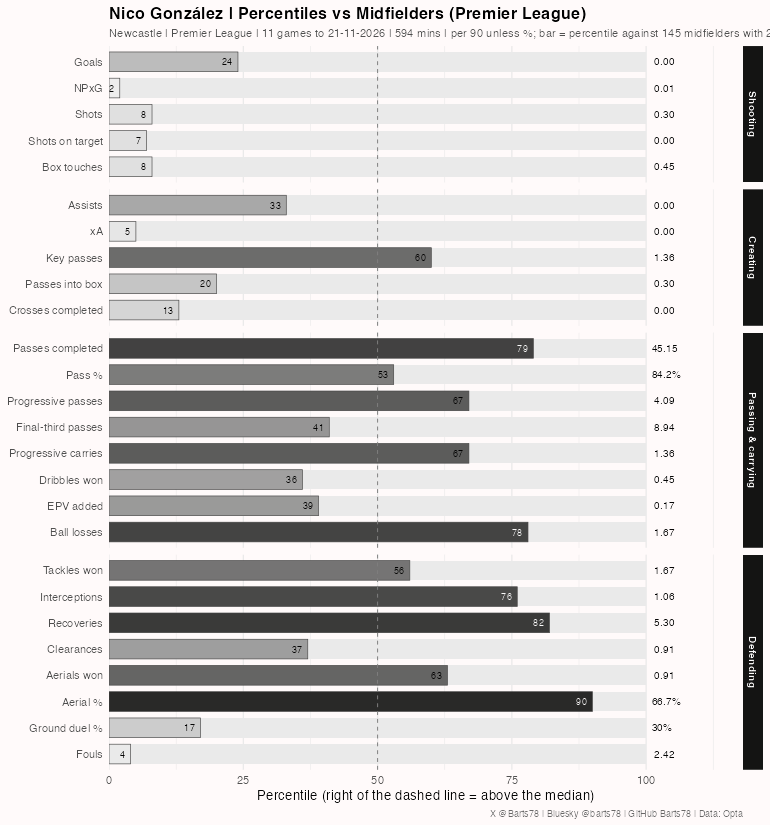 Nico González | Percentiles vs Midfielders (Premier League)
Newcastle | Premier League | 11 games to 21-11-2026 | 594 mins | per 90 unless %; bar = percentile against 145 midfielders with 2
Shooting
Goals 24 0.00
NPxG 2 0.01
Shots 8 0.30
Shots on target 7 0.00
Box touches 8 0.45
Creating
Assists 33 0.00
xA 5 0.00
Key passes 60 1.36
Passes into box 20 0.30
Crosses completed 13 0.00
Passing & carrying
Passes completed 79 45.15
Pass % 53 84.2%
Progressive passes 67 4.09
Final-third passes 41 8.94
Progressive carries 67 1.36
Dribbles won 36 0.45
EPV added 39 0.17
Ball losses 78 1.67
Defending
Tackles won 56 1.67
Interceptions 76 1.06
Recoveries 82 5.30
Clearances 37 0.91
Aerials won 63 0.91
Aerial % 90 66.7%
Ground duel % 17 30%
Fouls 4 2.42
0 25 50 75 100
Percentile (right of the dashed line = above the median)
X @Barts78 | Bluesky @barts78 | GitHub Barts78 | Data: Opta